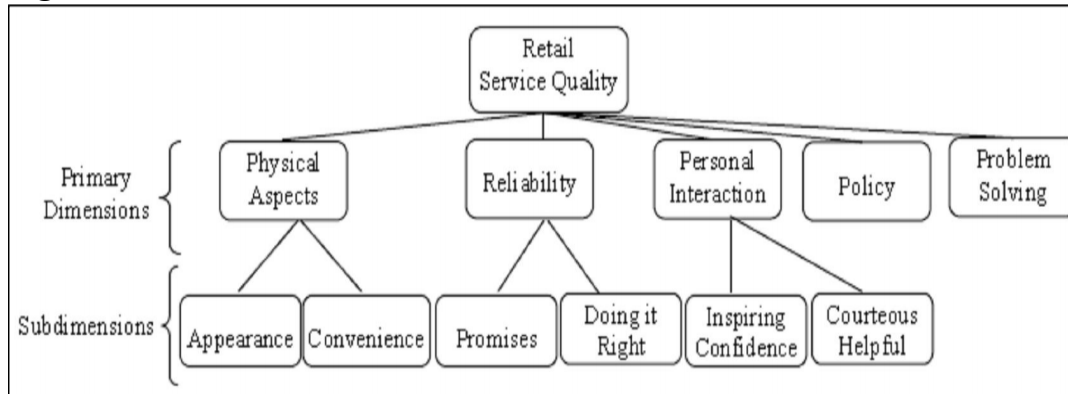 Retail
Service Quality
Primary
Dimensions
Physical
Aspects
Reliability
Personal
Interaction
Policy
Problem
Solving
Subdimensions
Appearance
Convenience
Promises
Doing it
Right
Inspiring
Confidence
Courteous
Helpful